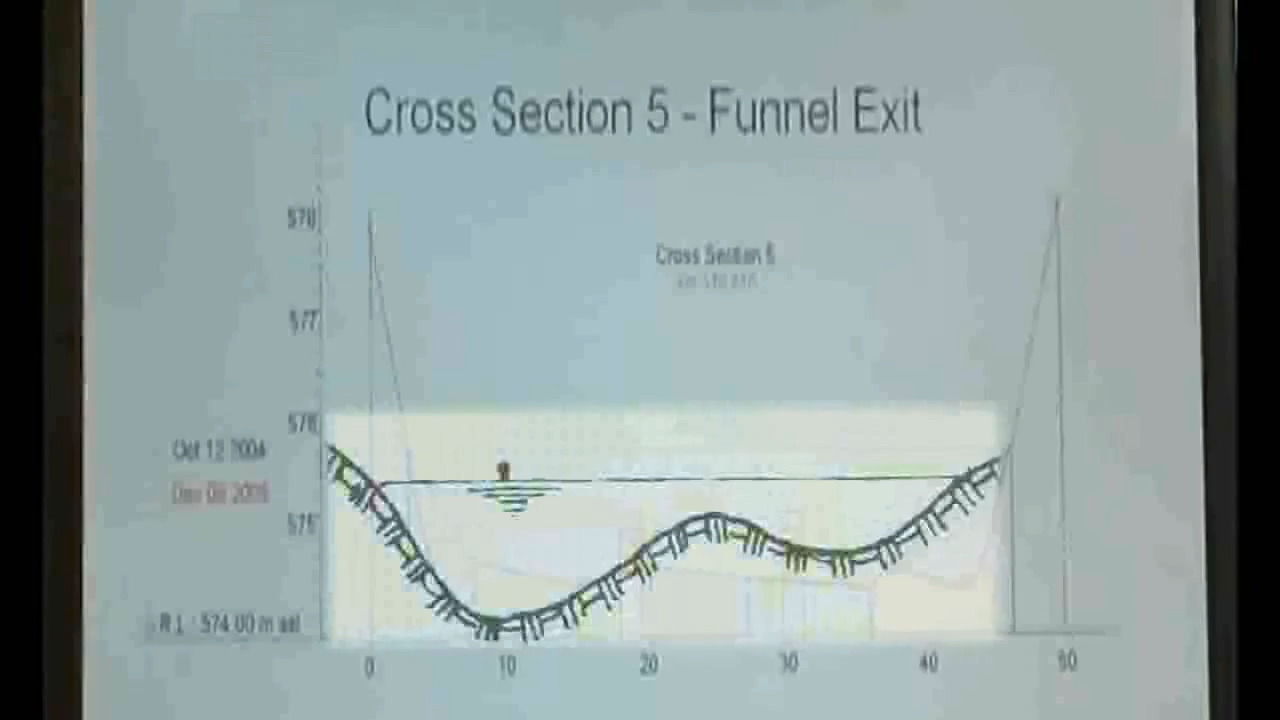 Cross Section 5 - Funnel Exit
578
Cross Section 5
577
576
Oct 12 2004
575
R L : 574.00 m asl
0 10 20 30 40 50